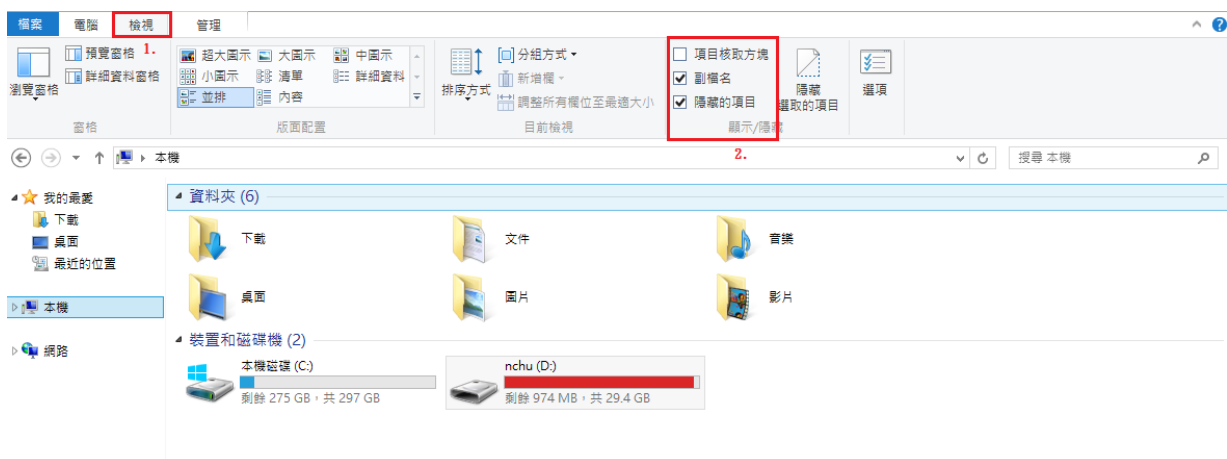 檔案 電腦 檢視 管理
1.
預覽窗格
詳細資料窗格
瀏覽窗格
窗格
超大圖示 大圖示 中圖示
小圖示 清單 詳細資料
並排 內容
版面配置
排序方式
分組方式
新增欄
調整所有欄位至最適大小
目前檢視
項目核取方塊
副檔名
隱藏的項目
隱藏
選取的項目
顯示/隱藏
選項
2.
本機
搜尋 本機
我的最愛
下載
桌面
最近的位置
本機
網路
資料夾 (6)
下載 文件 音樂
桌面 圖片 影片
裝置和磁碟機 (2)
本機磁碟 (C:)
剩餘 275 GB,共 297 GB
nchu (D:)
剩餘 974 MB,共 29.4 GB